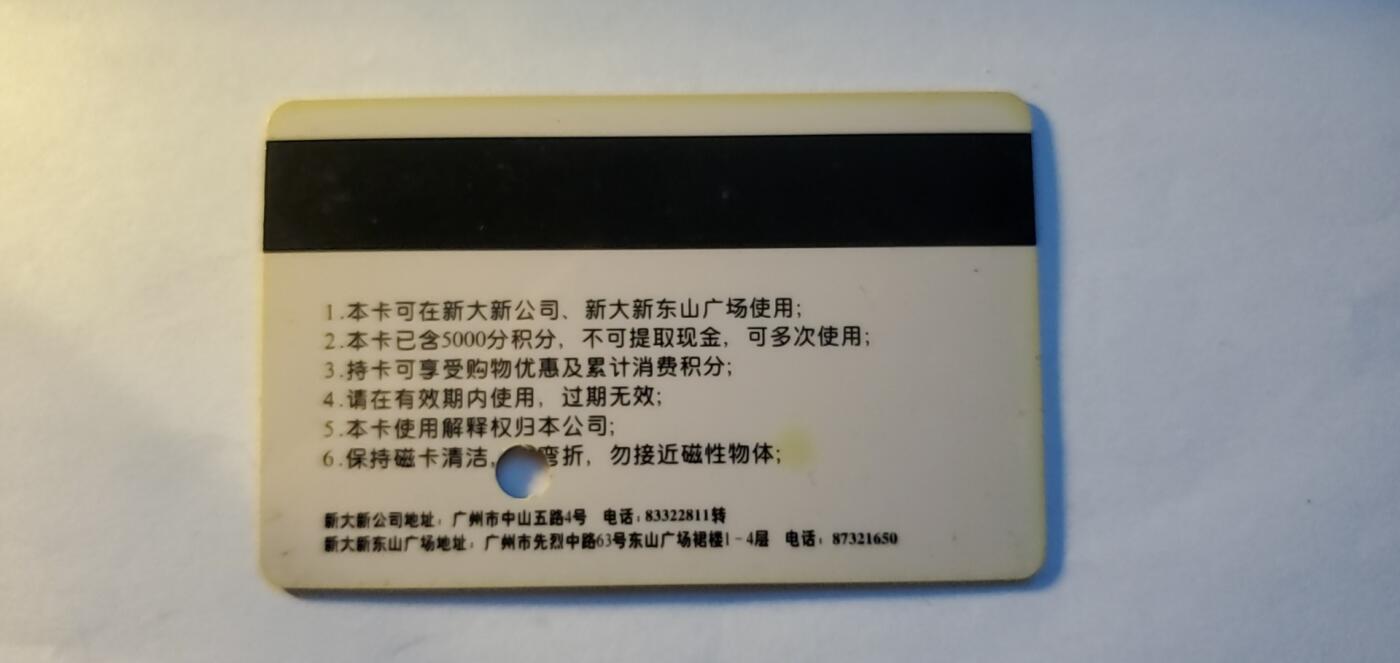 1.本卡可在新大新公司、新大新东山广场使用;
2.本卡已含5000分积分，不可提取现金，可多次使用;
3.持卡可享受购物优惠及累计消费积分;
4.请在有效期内使用，过期无效;
5.本卡使用解释权归本公司;
6.保持磁卡清洁，弯折，勿接近磁性物体;
新大新公司地址：广州市中山五路4号 电话：83322811转
新大新东山广场地址：广州市先烈中路63号东山广场裙楼1-4层 电话：87321650